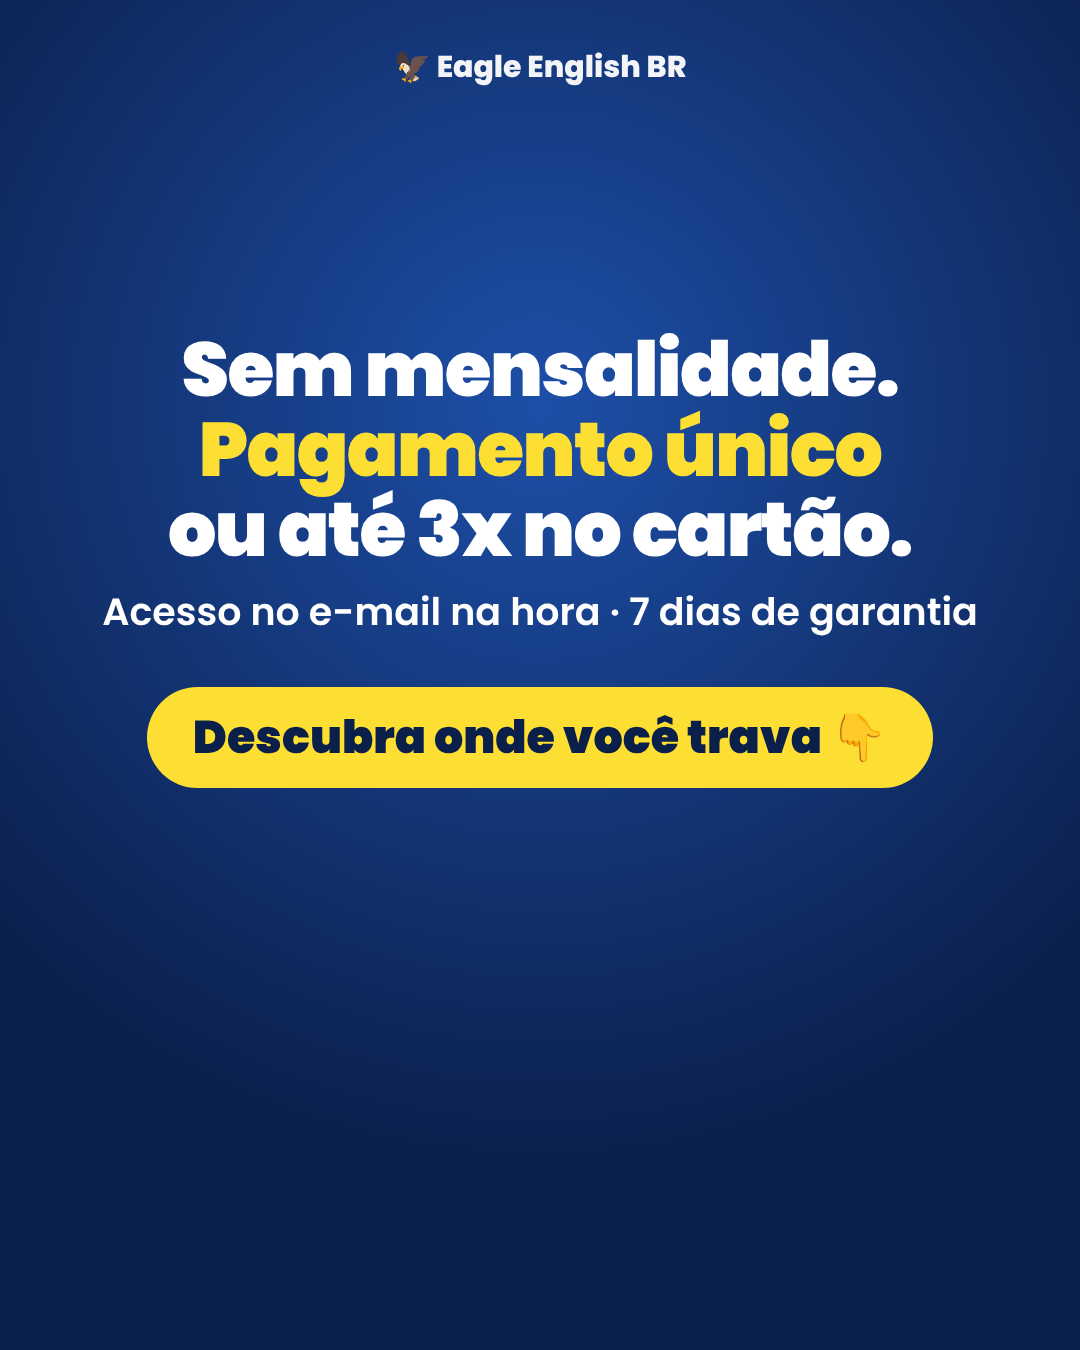 🦅 Eagle English BR
Sem mensalidade.
Pagamento único
ou até 3x no cartão.
Acesso no e-mail na hora · 7 dias de garantia
Descubra onde você trava 👇